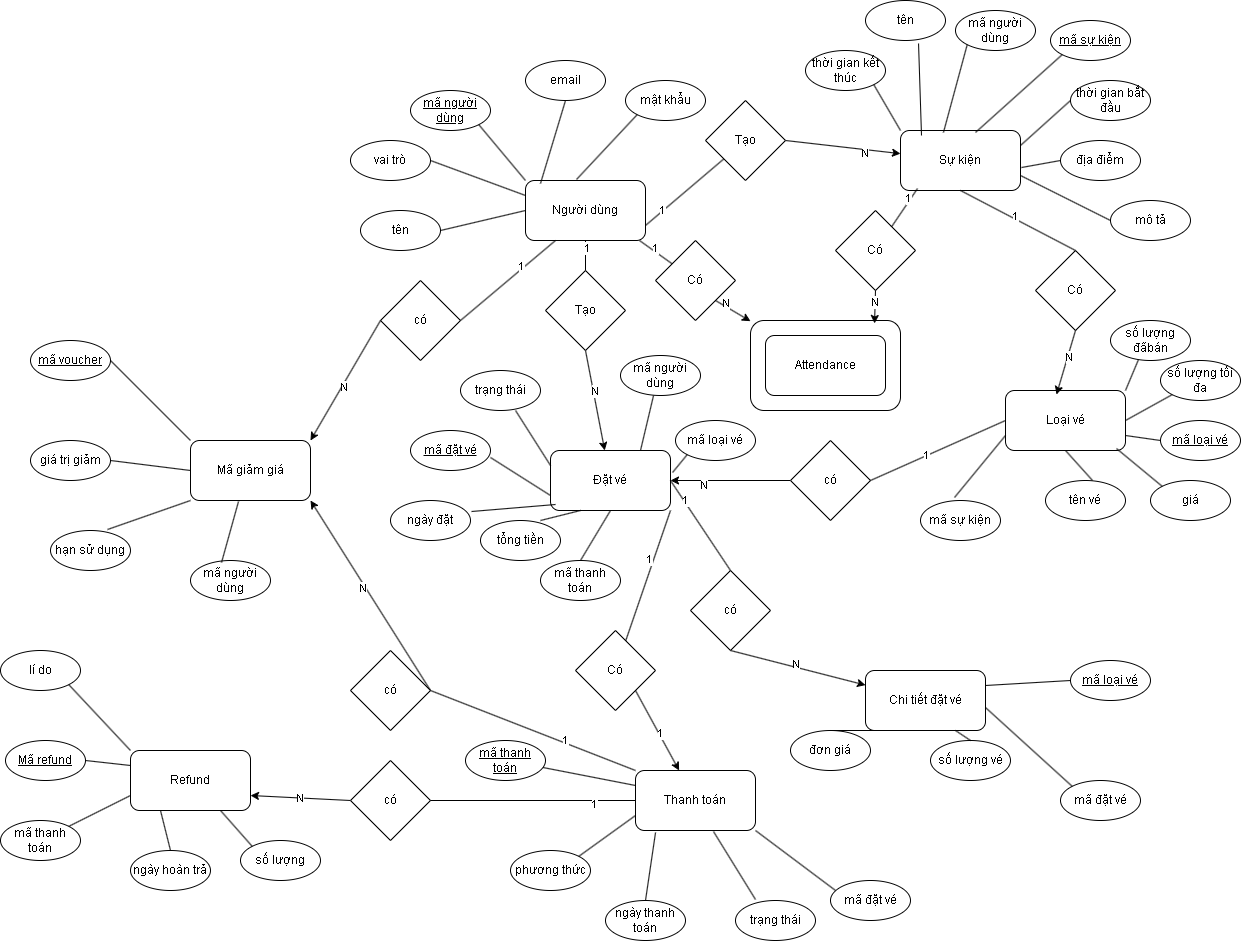 tên
mã người
dùng
mã sự kiện
thời gian kết
thúc
thời gian bắt
đầu
địa điểm
mô tả
Sự kiện
email
mật khẩu
mã người
dùng
vai trò
tên
Người dùng
Tạo
N
1
1
1
1
1
1
Có
N
Có
N
Có
N
Tạo
N
có
N
Attendance
số lượng
đãbán
số lượng tối
đa
mã loại vé
giá
tên vé
mã sự kiện
Loại vé
mã voucher
giá trị giảm
hạn sử dụng
mã người
dùng
Mã giảm giá
trạng thái
mã người
dùng
mã đặt vé
mã loại vé
ngày đặt
tổng tiền
mã thanh
toán
Đặt vé
N
có
1
1
1
có
N
Có
1
N
có
1
Chi tiết đặt vé
mã loại vé
đơn giá
số lượng vé
mã đặt vé
lí do
Mã refund
mã thanh
toán
ngày hoàn trả
số lượng
Refund
N
có
1
mã thanh
toán
Thanh toán
phương thức
ngày thanh
toán
trạng thái
mã đặt vé